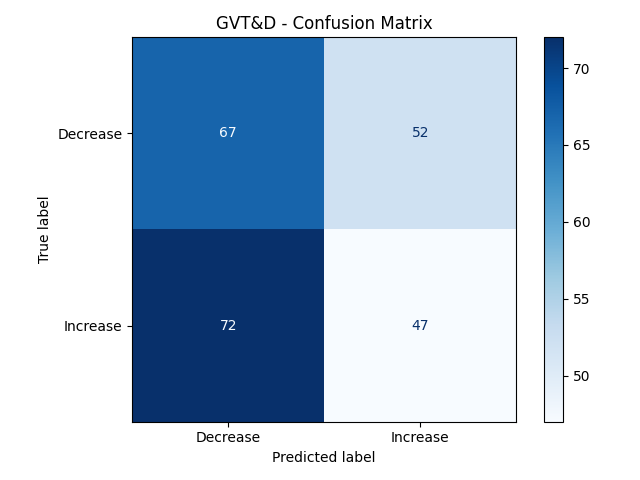 GVT&D - Confusion Matrix
True label
Decrease
Increase
67
52
72
47
Decrease
Increase
Predicted label
70
65
60
55
50